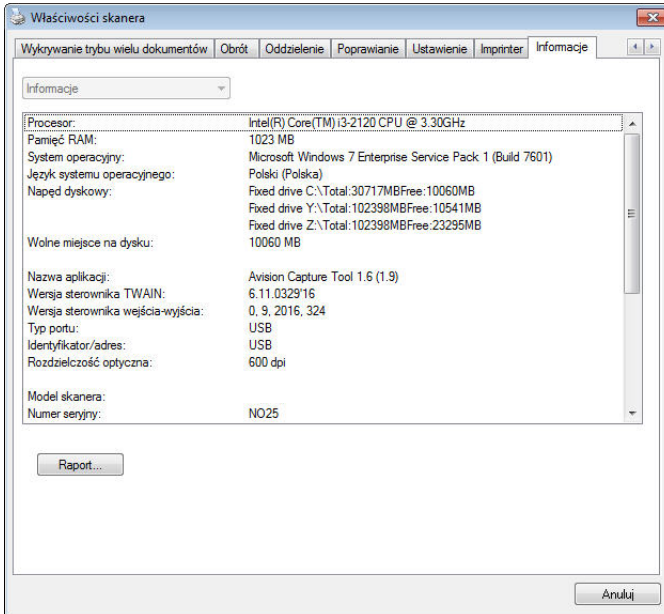 Właściwości skanera
Wykrywanie trybu wielu dokumentów Obrót Oddzielenie Poprawianie Ustawienie Imprinter Informacje
Informacje
Procesor: Intel(R) Core(TM) i3-2120 CPU @ 3.30GHz
Pamięć RAM: 1023 MB
System operacyjny: Microsoft Windows 7 Enterprise Service Pack 1 (Build 7601)
Język systemu operacyjnego: Polski (Polska)
Napęd dyskowy: Fixed drive C:\Total:30717MBFree:10060MB
Fixed drive Y:\Total:102398MBFree:10541MB
Fixed drive Z:\Total:102398MBFree:23295MB
Wolne miejsce na dysku: 10060 MB
Nazwa aplikacji: Avision Capture Tool 1.6 (1.9)
Wersja sterownika TWAIN: 6.11.0329'16
Wersja sterownika wejścia-wyjścia: 0, 9, 2016, 324
Typ portu: USB
Identyfikator/adres: USB
Rozdzielczość optyczna: 600 dpi
Model skanera:
Numer seryjny: NO25
Raport...
Anuluj